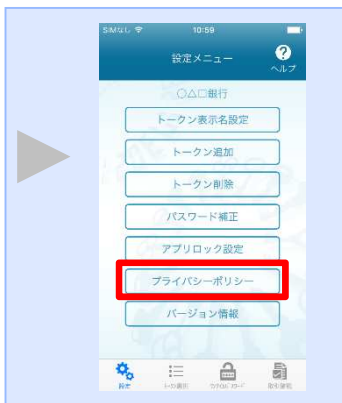 SIMなし 10:59
設定メニュー
?
ヘルプ
〇△□銀行
トークン表示名設定
トークン追加
トークン削除
パスワード補正
アプリロック設定
プライバシーポリシー
バージョン情報
設定